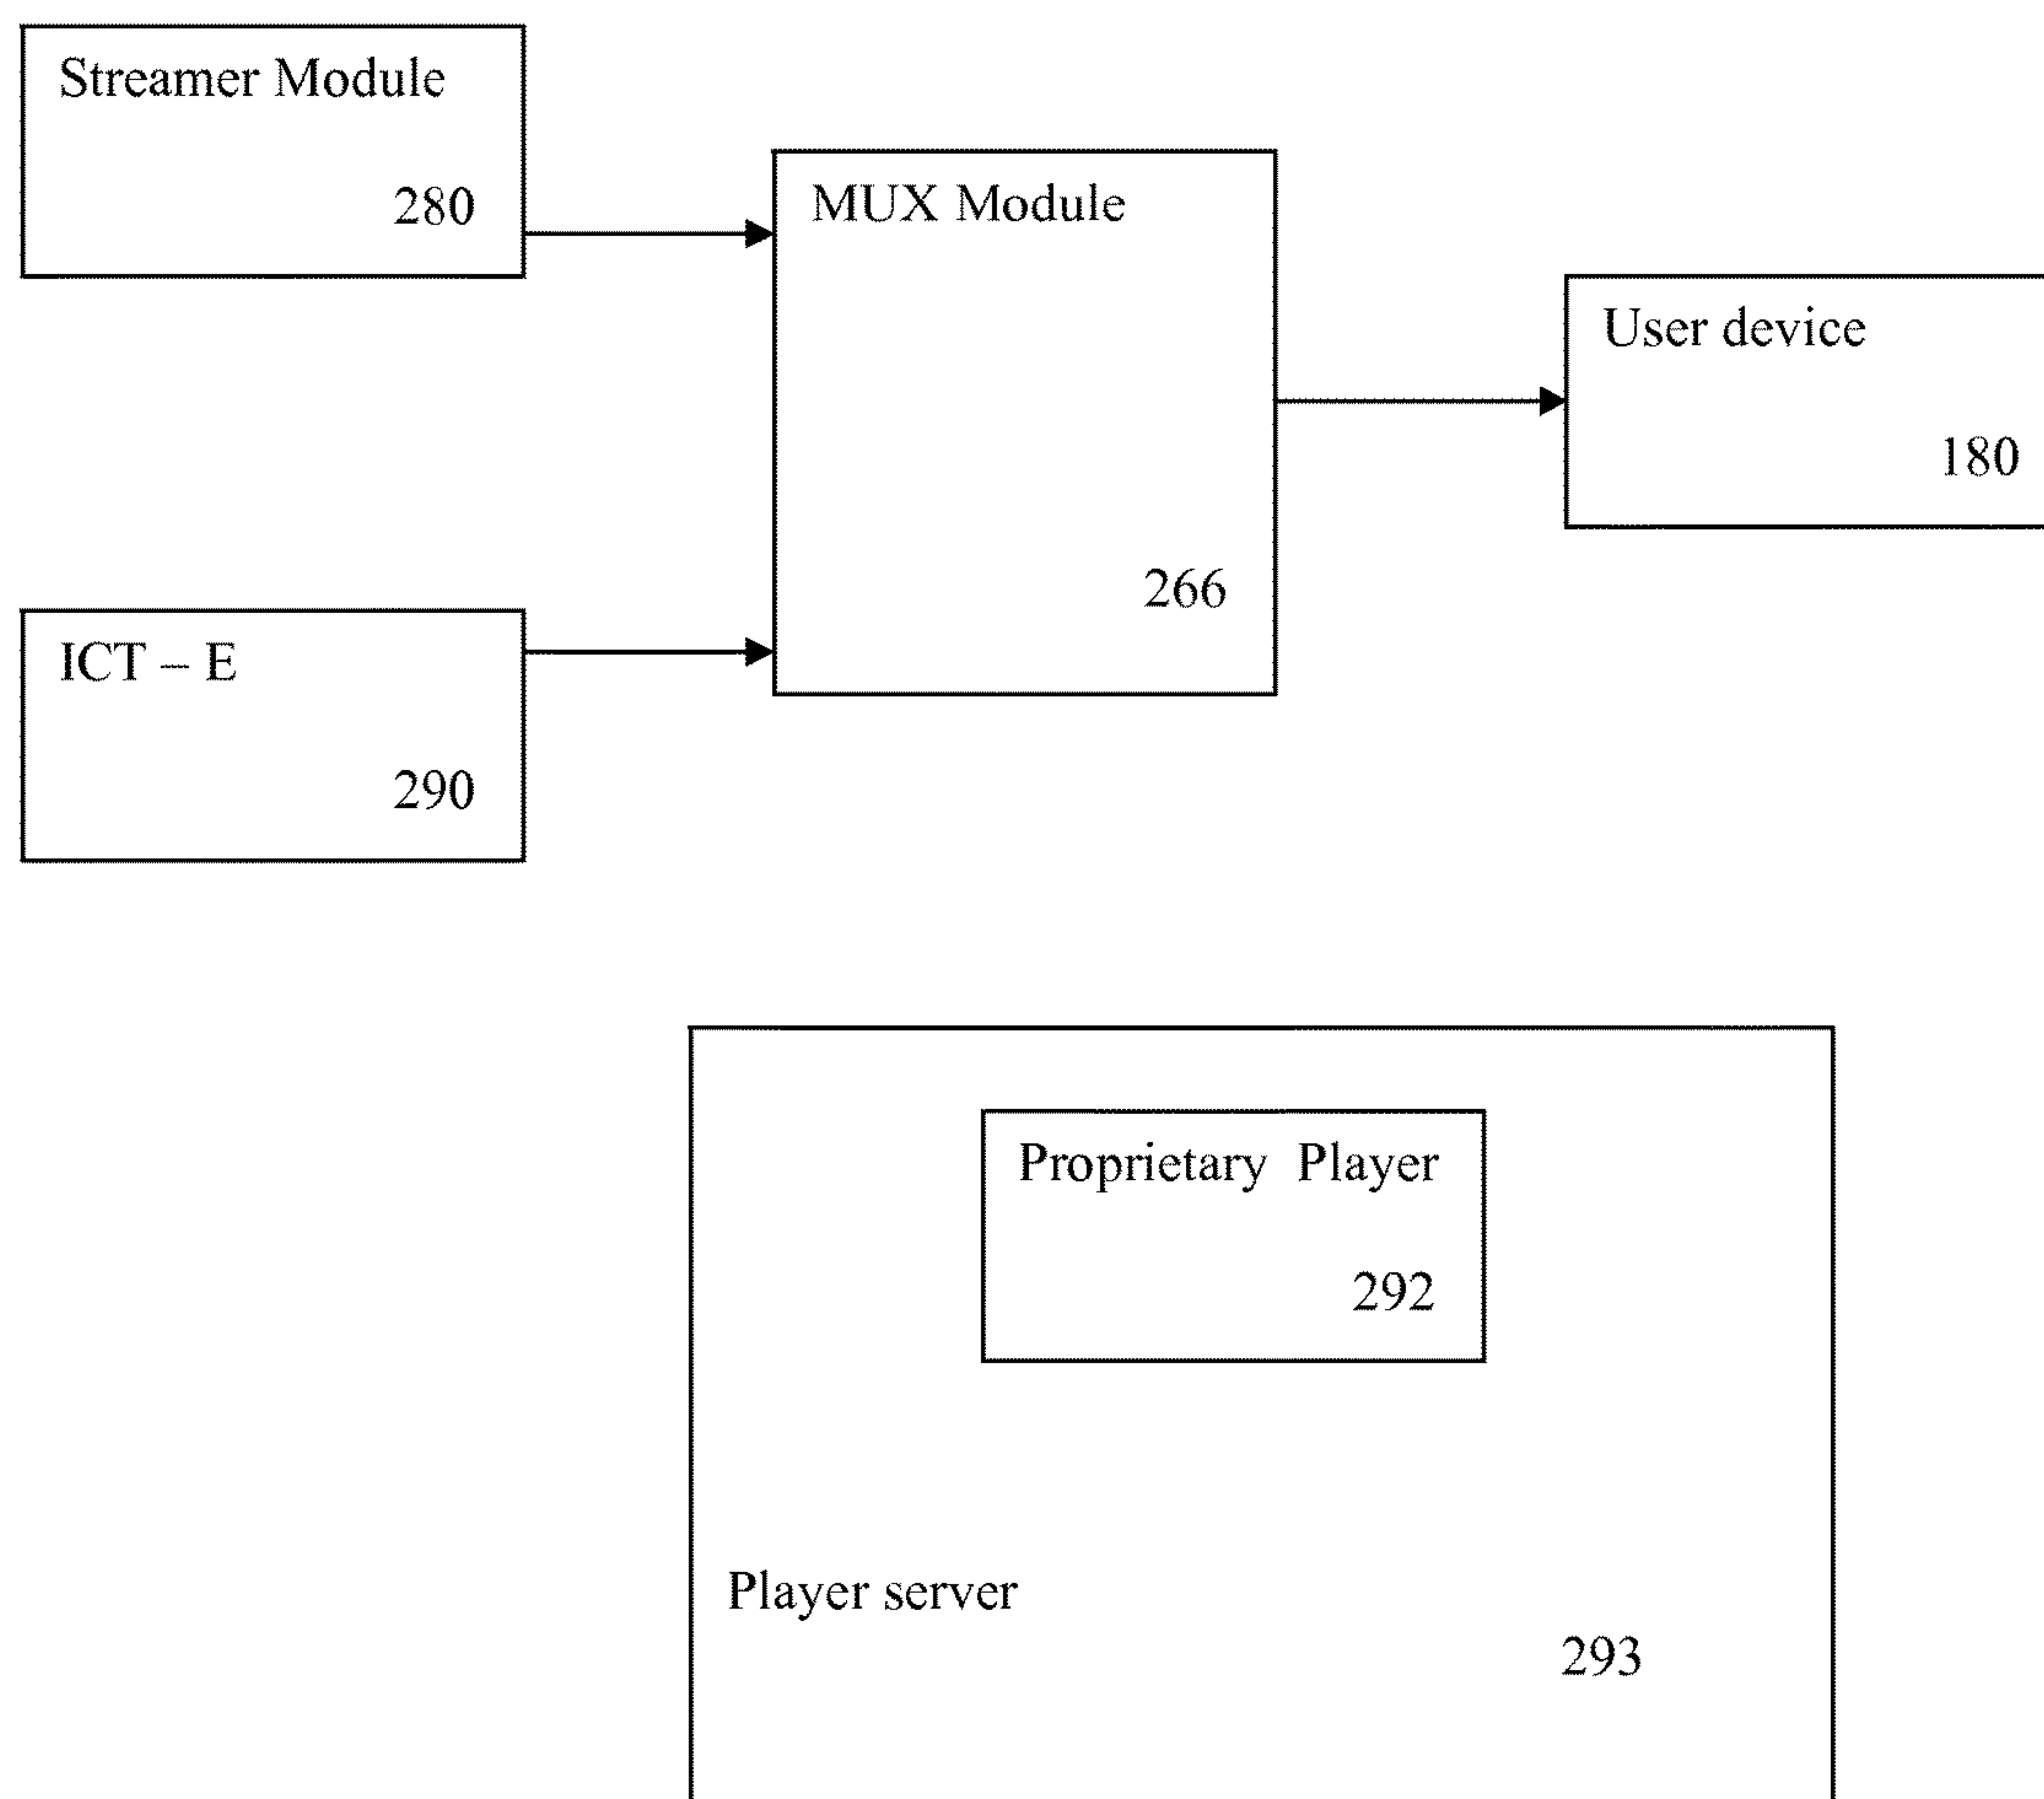 Streamer Module
280
MUX Module
266
User device
180
ICT – E
290
Proprietary Player
292
Player server
293